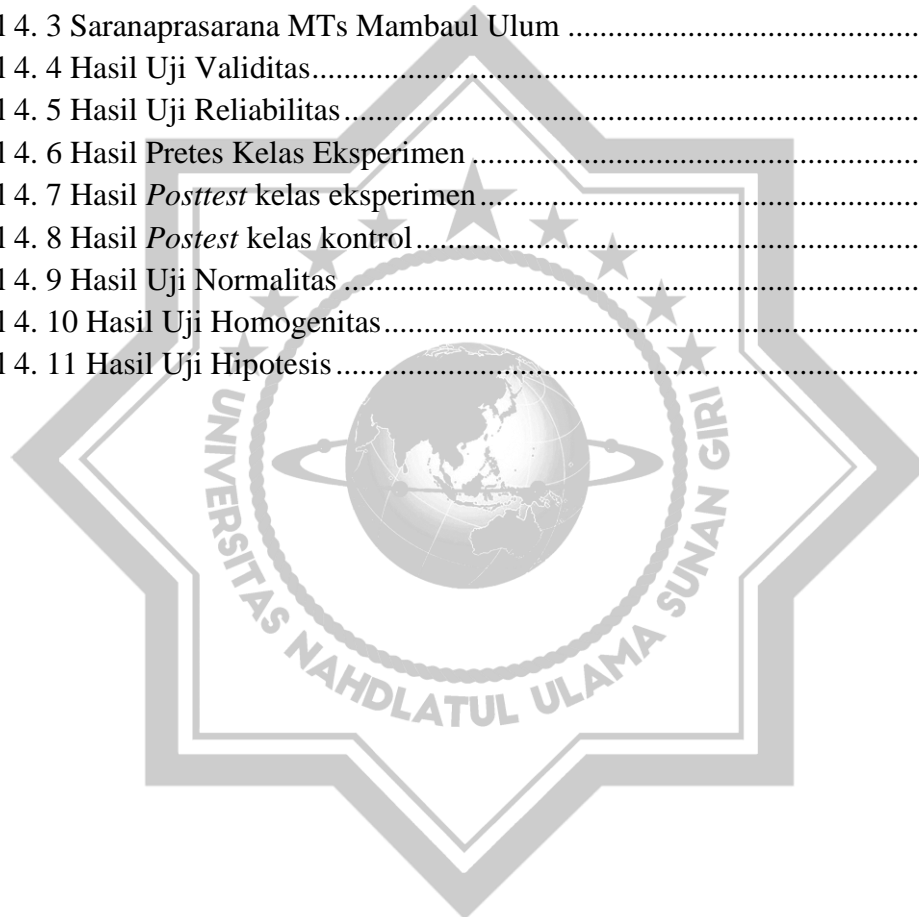 l 4. 3 Saranaprasarana MTs Mambaul Ulum ..........................................
l 4. 4 Hasil Uji Validitas..........................................................................
l 4. 5 Hasil Uji Reliabilitas......................................................................
l 4. 6 Hasil Pretes Kelas Eksperimen ......................................................
l 4. 7 Hasil Posttest kelas eksperimen.....................................................
l 4. 8 Hasil Postest kelas kontrol.............................................................
l 4. 9 Hasil Uji Normalitas ......................................................................
l 4. 10 Hasil Uji Homogenitas.................................................................
l 4. 11 Hasil Uji Hipotesis.......................................................................
UNIVERSITAS NAHDLATUL ULAMA SUNAN GIRI